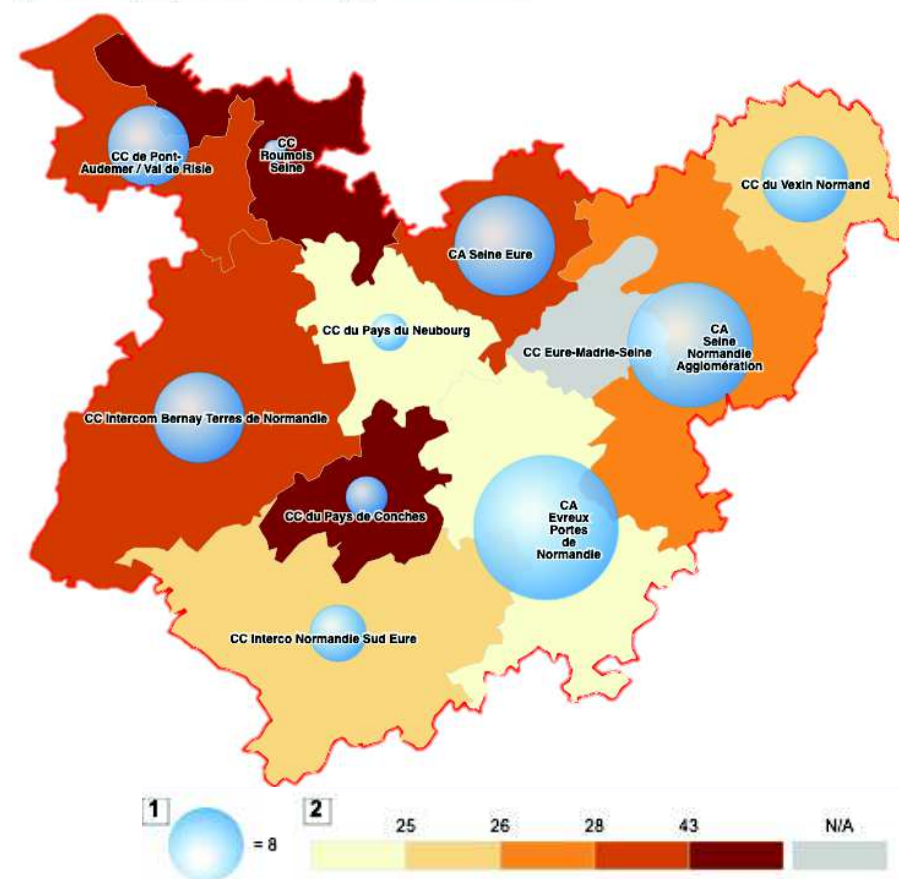 CC de Pont-
Audemer / Val de Risle
CC
Roumois
Seine
CC du Vexin Normand
CA Seine Eure
CC du Pays du Neubourg
CC Eure-Madrie-Seine
CA
Seine
Normandie
Agglomération
CC Intercom Bernay Terres de Normandie
CC du Pays de Conches
CA
Evreux
Portes
de
Normandie
CC Interco Normandie Sud Eure
1
= 8
2
25 26 28 43 N/A